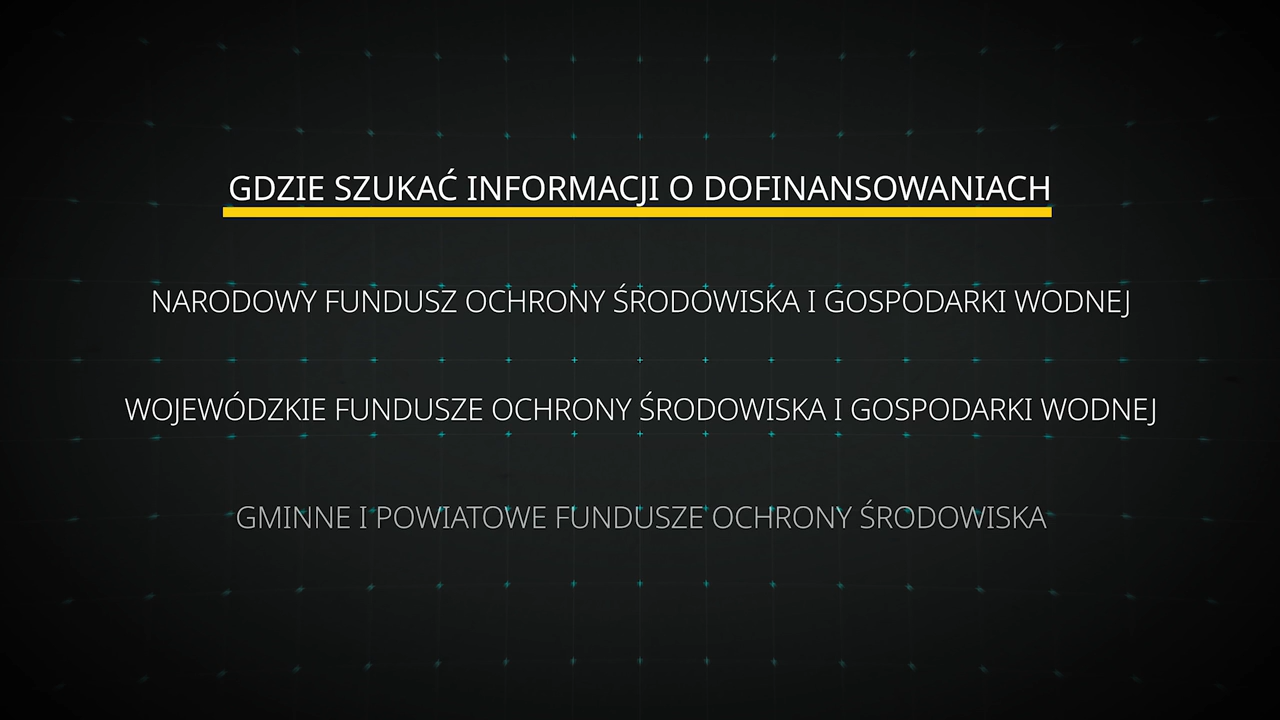 GDZIE SZUKAĆ INFORMACJI O DOFINANSOWANIACH
NARODOWY FUNDUSZ OCHRONY ŚRODOWISKA I GOSPODARKI WODNEJ
WOJEWÓDZKIE FUNDUSZE OCHRONY ŚRODOWISKA I GOSPODARKI WODNEJ
GMINNE I POWIATOWE FUNDUSZE OCHRONY ŚRODOWISKA